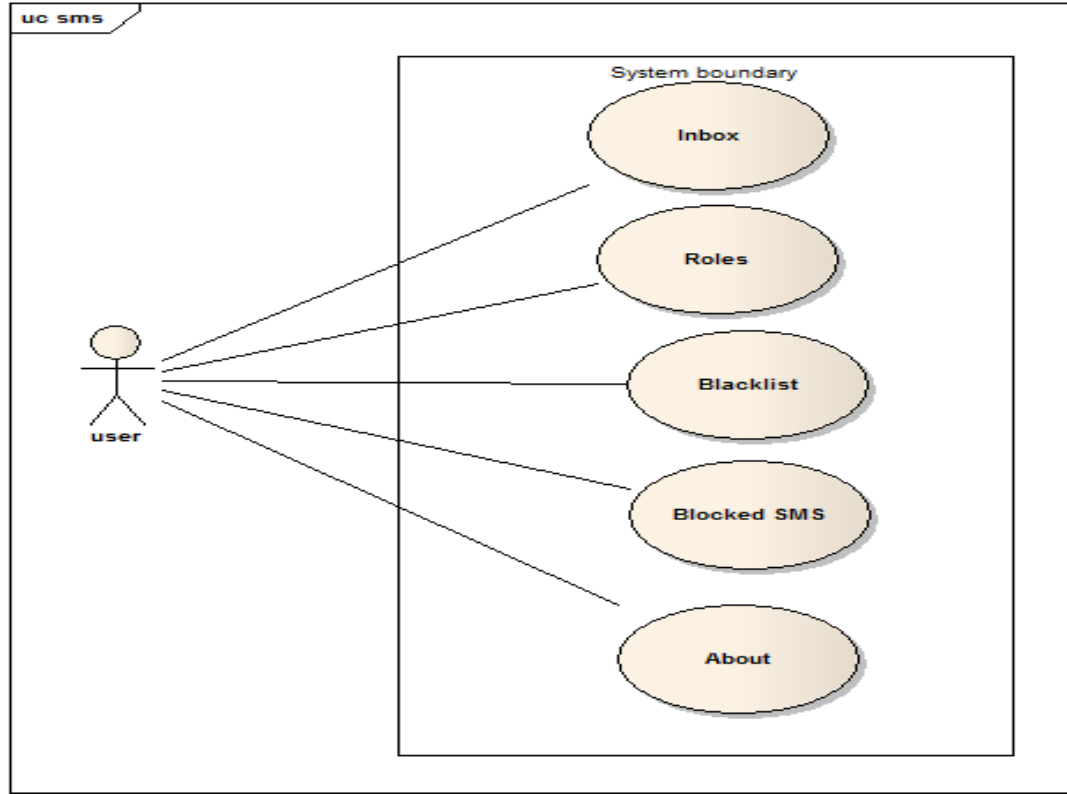 uc sms
System boundary
Inbox
Roles
Blacklist
user
Blocked SMS
About